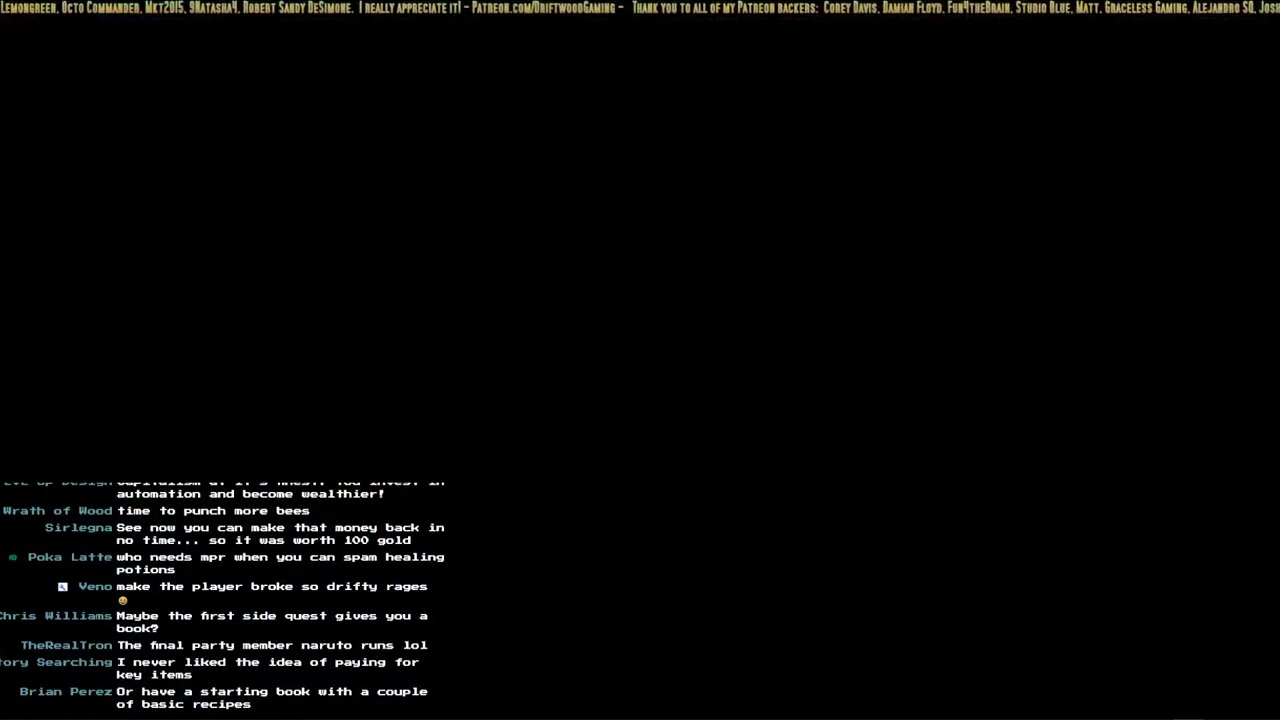 Lemongreen, Octo Commander, Mkt2015, 9Natasha4, Robert Sandy DeSimone. I really appreciate it! - Patreon.com/DriftwoodGaming - Thank you to all of my Patreon backers: Corey Davis, Damian Floyd, Fun4theBrain, Studio Blue, Matt, Graceless Gaming, Alejandro SQ, Josh
automation and become wealthier!
Wrath of Wood time to punch more bees
Sirlegna See now you can make that money back in
no time... so it was worth 100 gold
Poka Latte who needs mpr when you can spam healing
potions
Veno make the player broke so drifty rages
😆
Chris Williams Maybe the first side quest gives you a
book?
TheRealTron The final party member naruto runs lol
tory Searching I never liked the idea of paying for
key items
Brian Perez Or have a starting book with a couple
of basic recipes